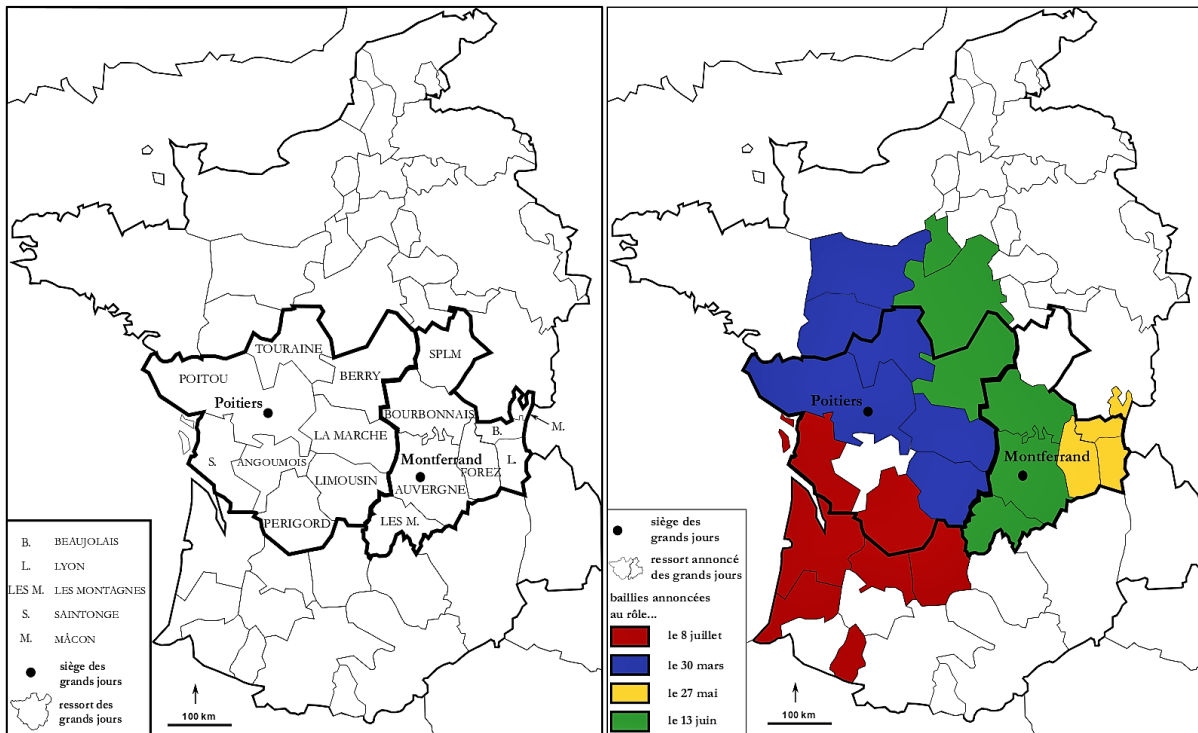 TOURAINE
SPLM
POITOU
BERRY
Poitiers
BOURBONNAIS
M.
LA MARCHE
B.
S.
ANGOUMOIS
Montferrand
L.
FOREZ
LIMOUSIN
AUVERGNE
PERIGORD
LES M.
B. BEAUJOLAIS
L. LYON
LES M. LES MONTAGNES
S. SAINTONGE
M. MÂCON
siège des
grands jours
ressort des
grands jours
100 km
Poitiers
Montferrand
siège des
grands jours
ressort annoncé
des grands jours
baillies annoncées
au rôle...
le 8 juillet
le 30 mars
le 27 mai
le 13 juin
100 km